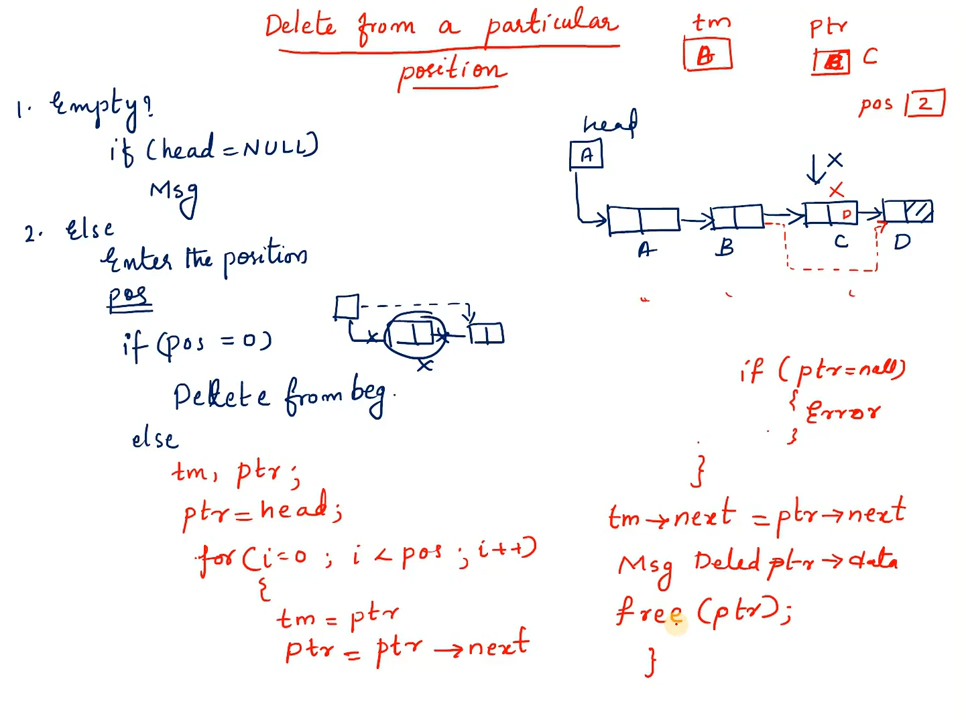 Delete from a particular
position
1. Empty?
if (head = NULL)
Msg
2. Else
Enter the position
pos
if (pos = 0)
Delete from beg.
else
tm, ptr;
ptr = head;
for (i=0 ; i < pos ; i++)
{
tm = ptr
ptr = ptr → next
tm
ptr
C
pos 2
head
A
X
X
D
A B C D
X
if (ptr = null)
{ Error
}
}
tm → next = ptr → next
Msg Deled ptr → data
free (ptr);
}